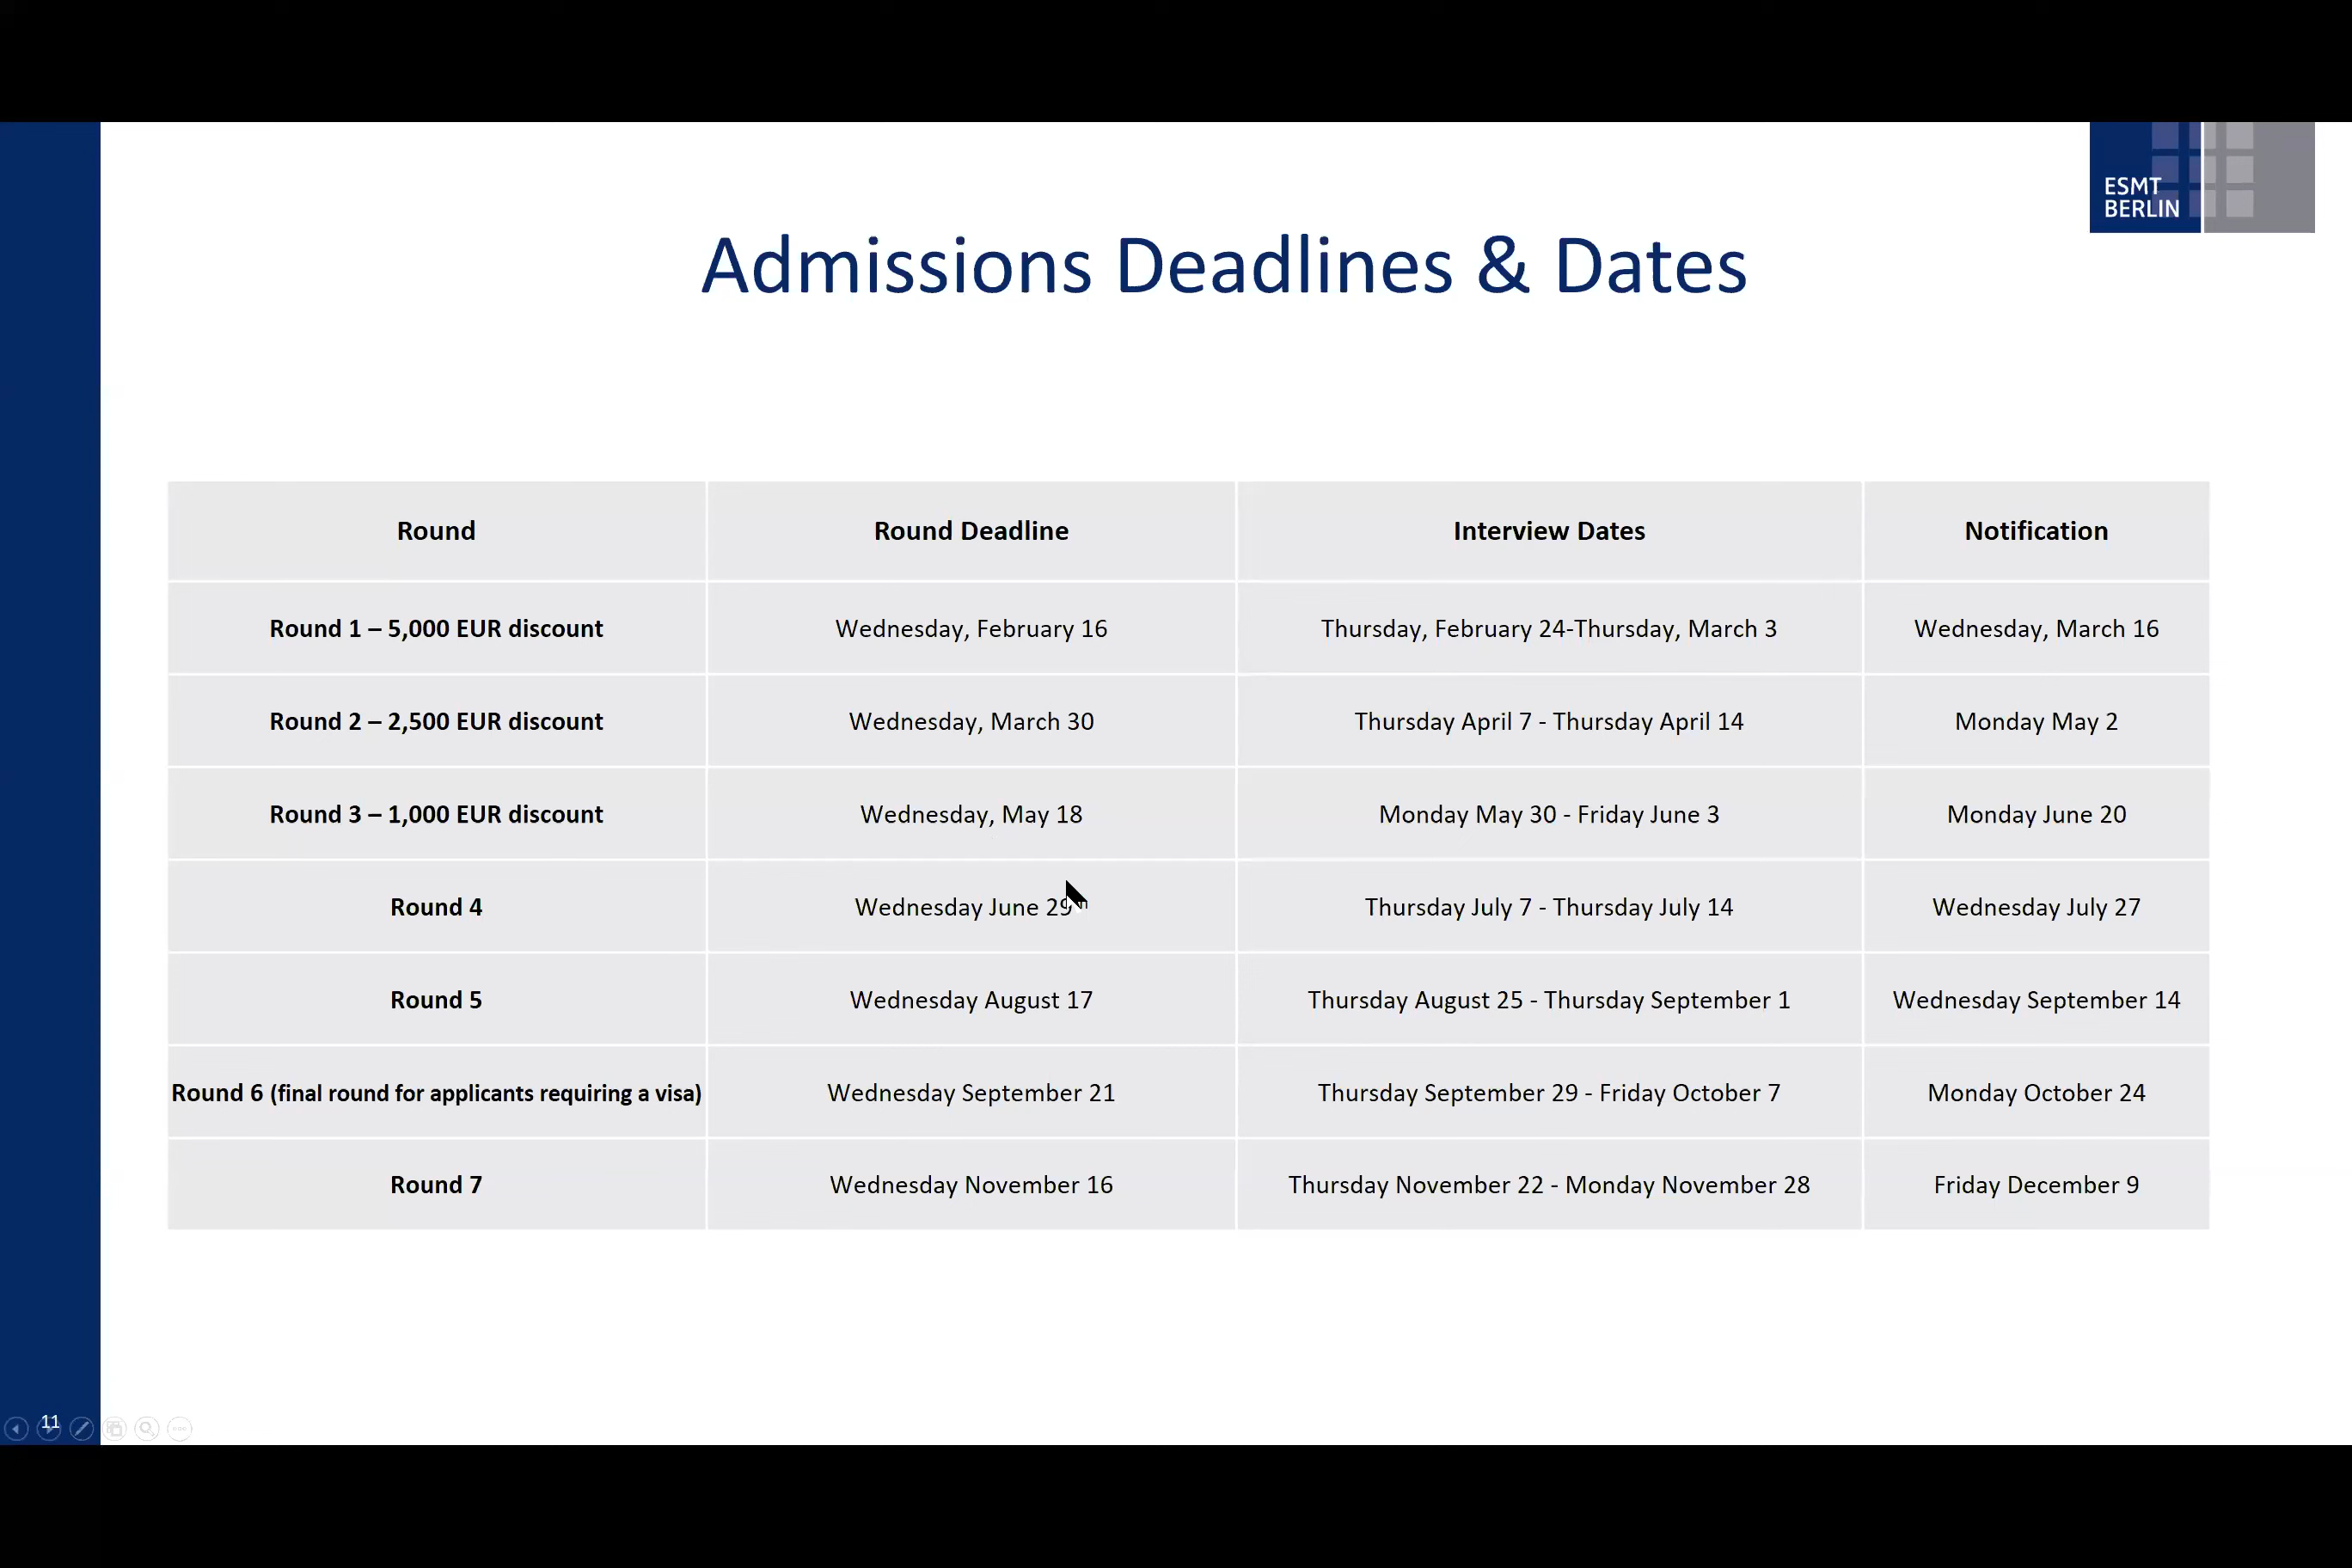 ESMT
BERLIN
Admissions Deadlines & Dates
Round Round Deadline Interview Dates Notification
Round 1 – 5,000 EUR discount Wednesday, February 16 Thursday, February 24-Thursday, March 3 Wednesday, March 16
Round 2 – 2,500 EUR discount Wednesday, March 30 Thursday April 7 - Thursday April 14 Monday May 2
Round 3 – 1,000 EUR discount Wednesday, May 18 Monday May 30 - Friday June 3 Monday June 20
Round 4 Wednesday June 29 Thursday July 7 - Thursday July 14 Wednesday July 27
Round 5 Wednesday August 17 Thursday August 25 - Thursday September 1 Wednesday September 14
Round 6 (final round for applicants requiring a visa) Wednesday September 21 Thursday September 29 - Friday October 7 Monday October 24
Round 7 Wednesday November 16 Thursday November 22 - Monday November 28 Friday December 9
11